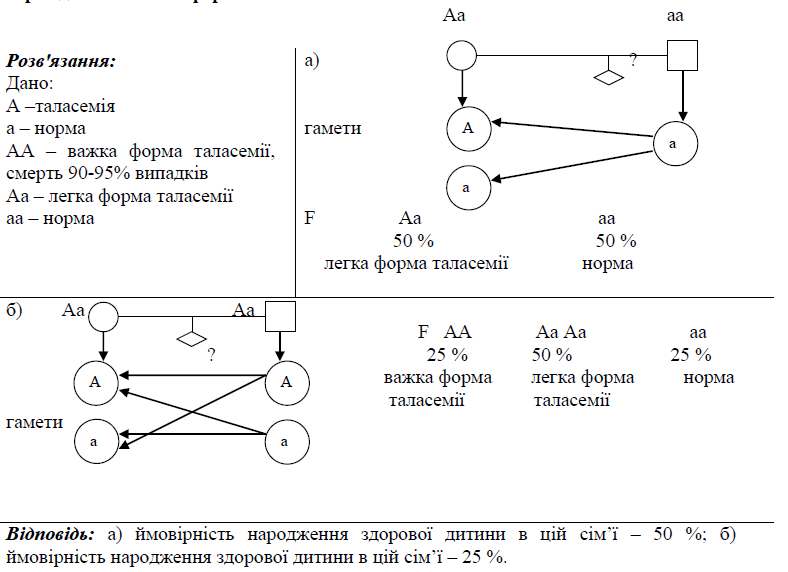 Аа аа
Розв'язання:
Дано:
А –таласемія
а – норма
АА – важка форма таласемії,
смерть 90-95% випадків
Аа – легка форма таласемії
аа – норма
а)
?
гамети
А
а
а
F Аа аа
50 % 50 %
легка форма таласемії норма
б) Аа Аа
?
А А
гамети
а а
F АА Аа Аа аа
25 % 50 % 25 %
важка форма легка форма норма
таласемії таласемії
Відповідь: а) ймовірність народження здорової дитини в цій сім’ї – 50 %; б)
ймовірність народження здорової дитини в цій сім’ї – 25 %.